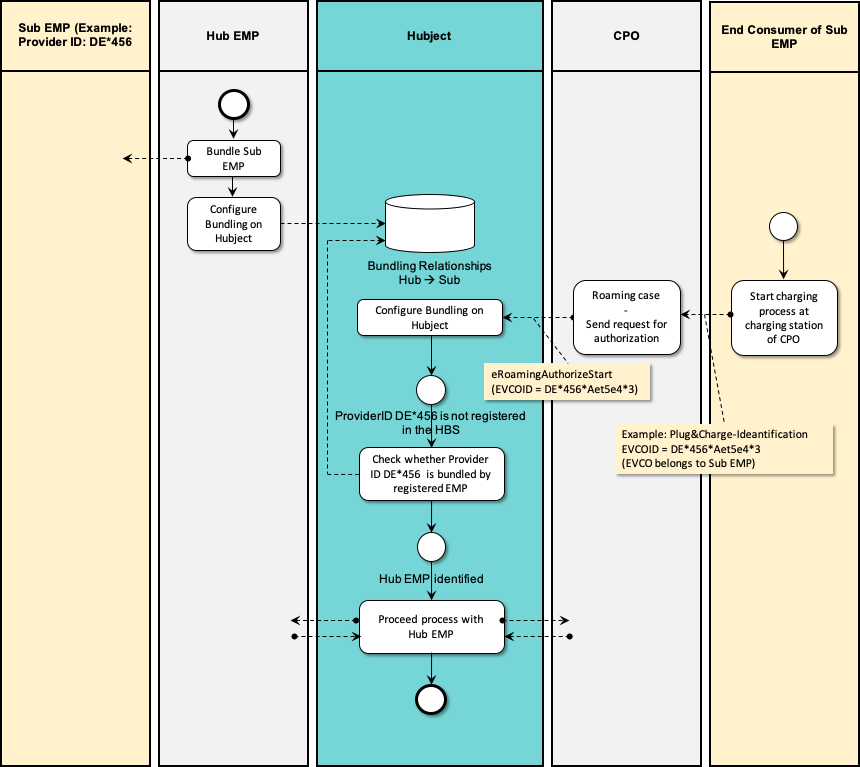 Sub EMP (Example:
Provider ID: DE*456
Hub EMP
Hubject
CPO
End Consumer of Sub
EMP
Bundle Sub
EMP
Configure
Bundling on
Hubject
Bundling Relationships
Hub → Sub
Configure Bundling on
Hubject
Roaming case
-
Send request for
authorization
Start charging
process at
charging station
of CPO
eRoamingAuthorizeStart
(EVCOID = DE*456*Aet5e4*3)
ProviderID DE*456 is not registered
in the HBS
Example: Plug&Charge-Ideantification
EVCOID = DE*456*Aet5e4*3
(EVCO belongs to Sub EMP)
Check whether Provider
ID DE*456 is bundled by
registered EMP
Hub EMP identified
Proceed process with
Hub EMP